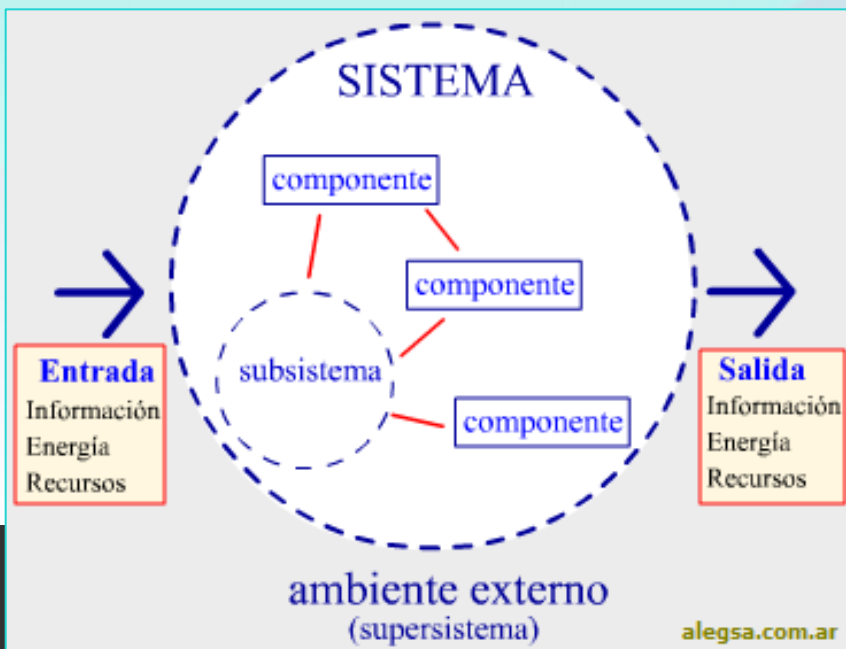 SISTEMA
componente
componente
subsistema
componente
Entrada
Información
Energía
Recursos
Salida
Información
Energía
Recursos
ambiente externo
(supersistema)
alegsa.com.ar